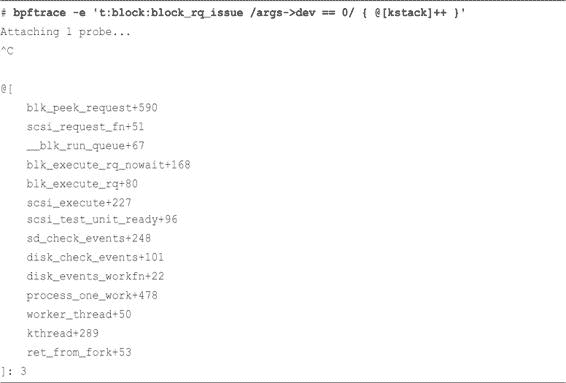 # bpftrace -e 't:block:block_rq_issue /args->dev == 0/ { @[kstack]++ }'
Attaching 1 probe...
^C
@[
blk_peek_request+590
scsi_request_fn+51
__blk_run_queue+67
blk_execute_rq_nowait+168
blk_execute_rq+80
scsi_execute+227
scsi_test_unit_ready+96
sd_check_events+248
disk_check_events+101
disk_events_workfn+22
process_one_work+478
worker_thread+50
kthread+289
ret_from_fork+53
]: 3